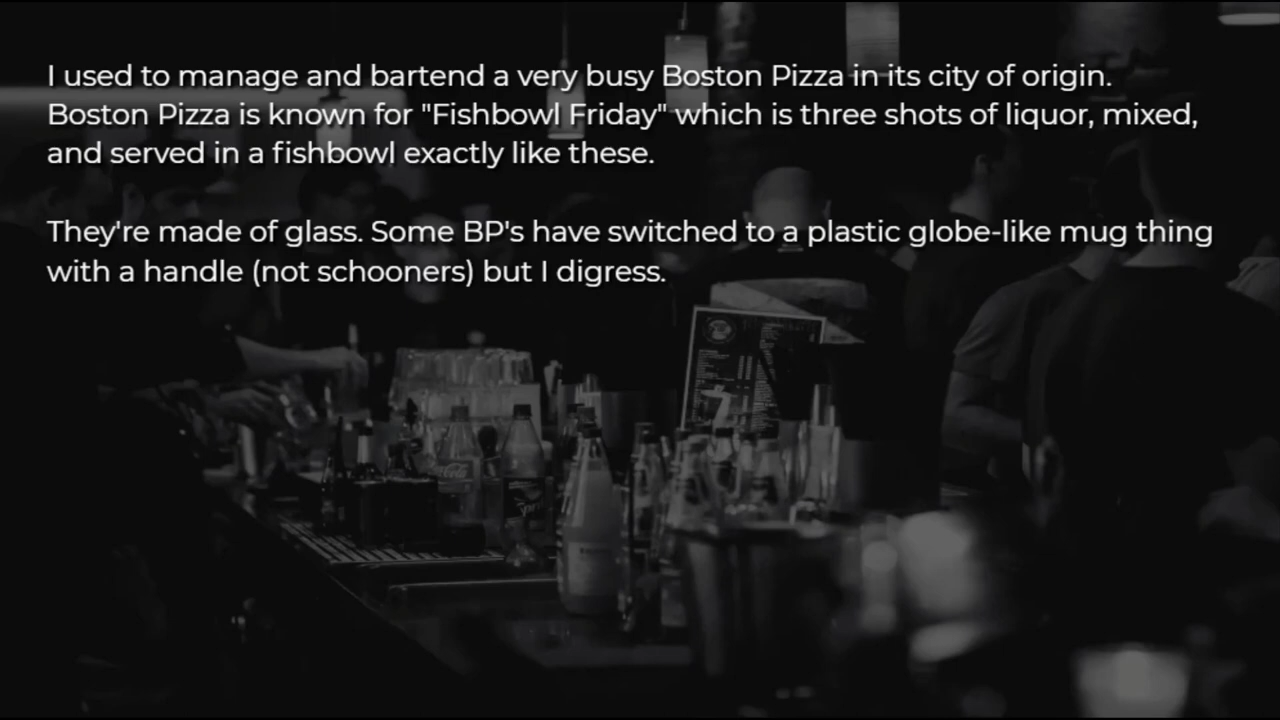 I used to manage and bartend a very busy Boston Pizza in its city of origin.
Boston Pizza is known for "Fishbowl Friday" which is three shots of liquor, mixed,
and served in a fishbowl exactly like these.
They're made of glass. Some BP's have switched to a plastic globe-like mug thing
with a handle (not schooners) but I digress.
Coca-Cola